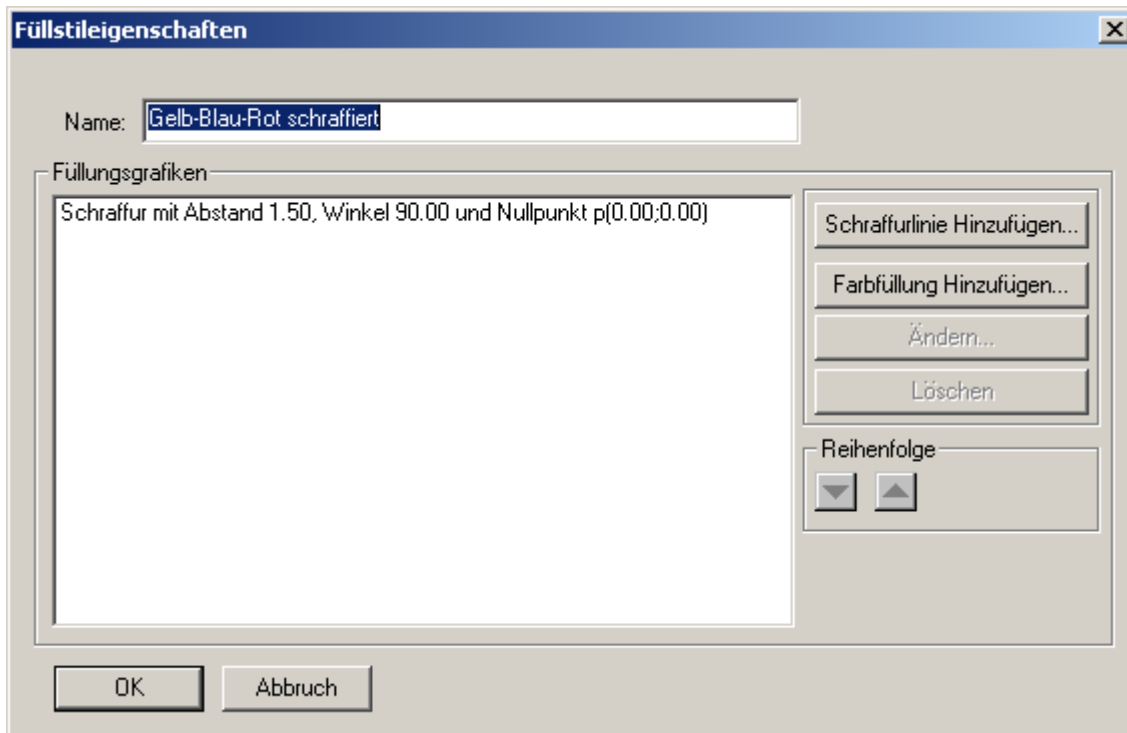 Füllstileigenschaften
Name: Gelb-Blau-Rot schraffiert
Füllungsgrafiken
Schraffur mit Abstand 1.50, Winkel 90.00 und Nullpunkt p(0.00;0.00)
Schraffurlinie Hinzufügen...
Farbfüllung Hinzufügen...
Ändern...
Löschen
Reihenfolge
OK Abbruch